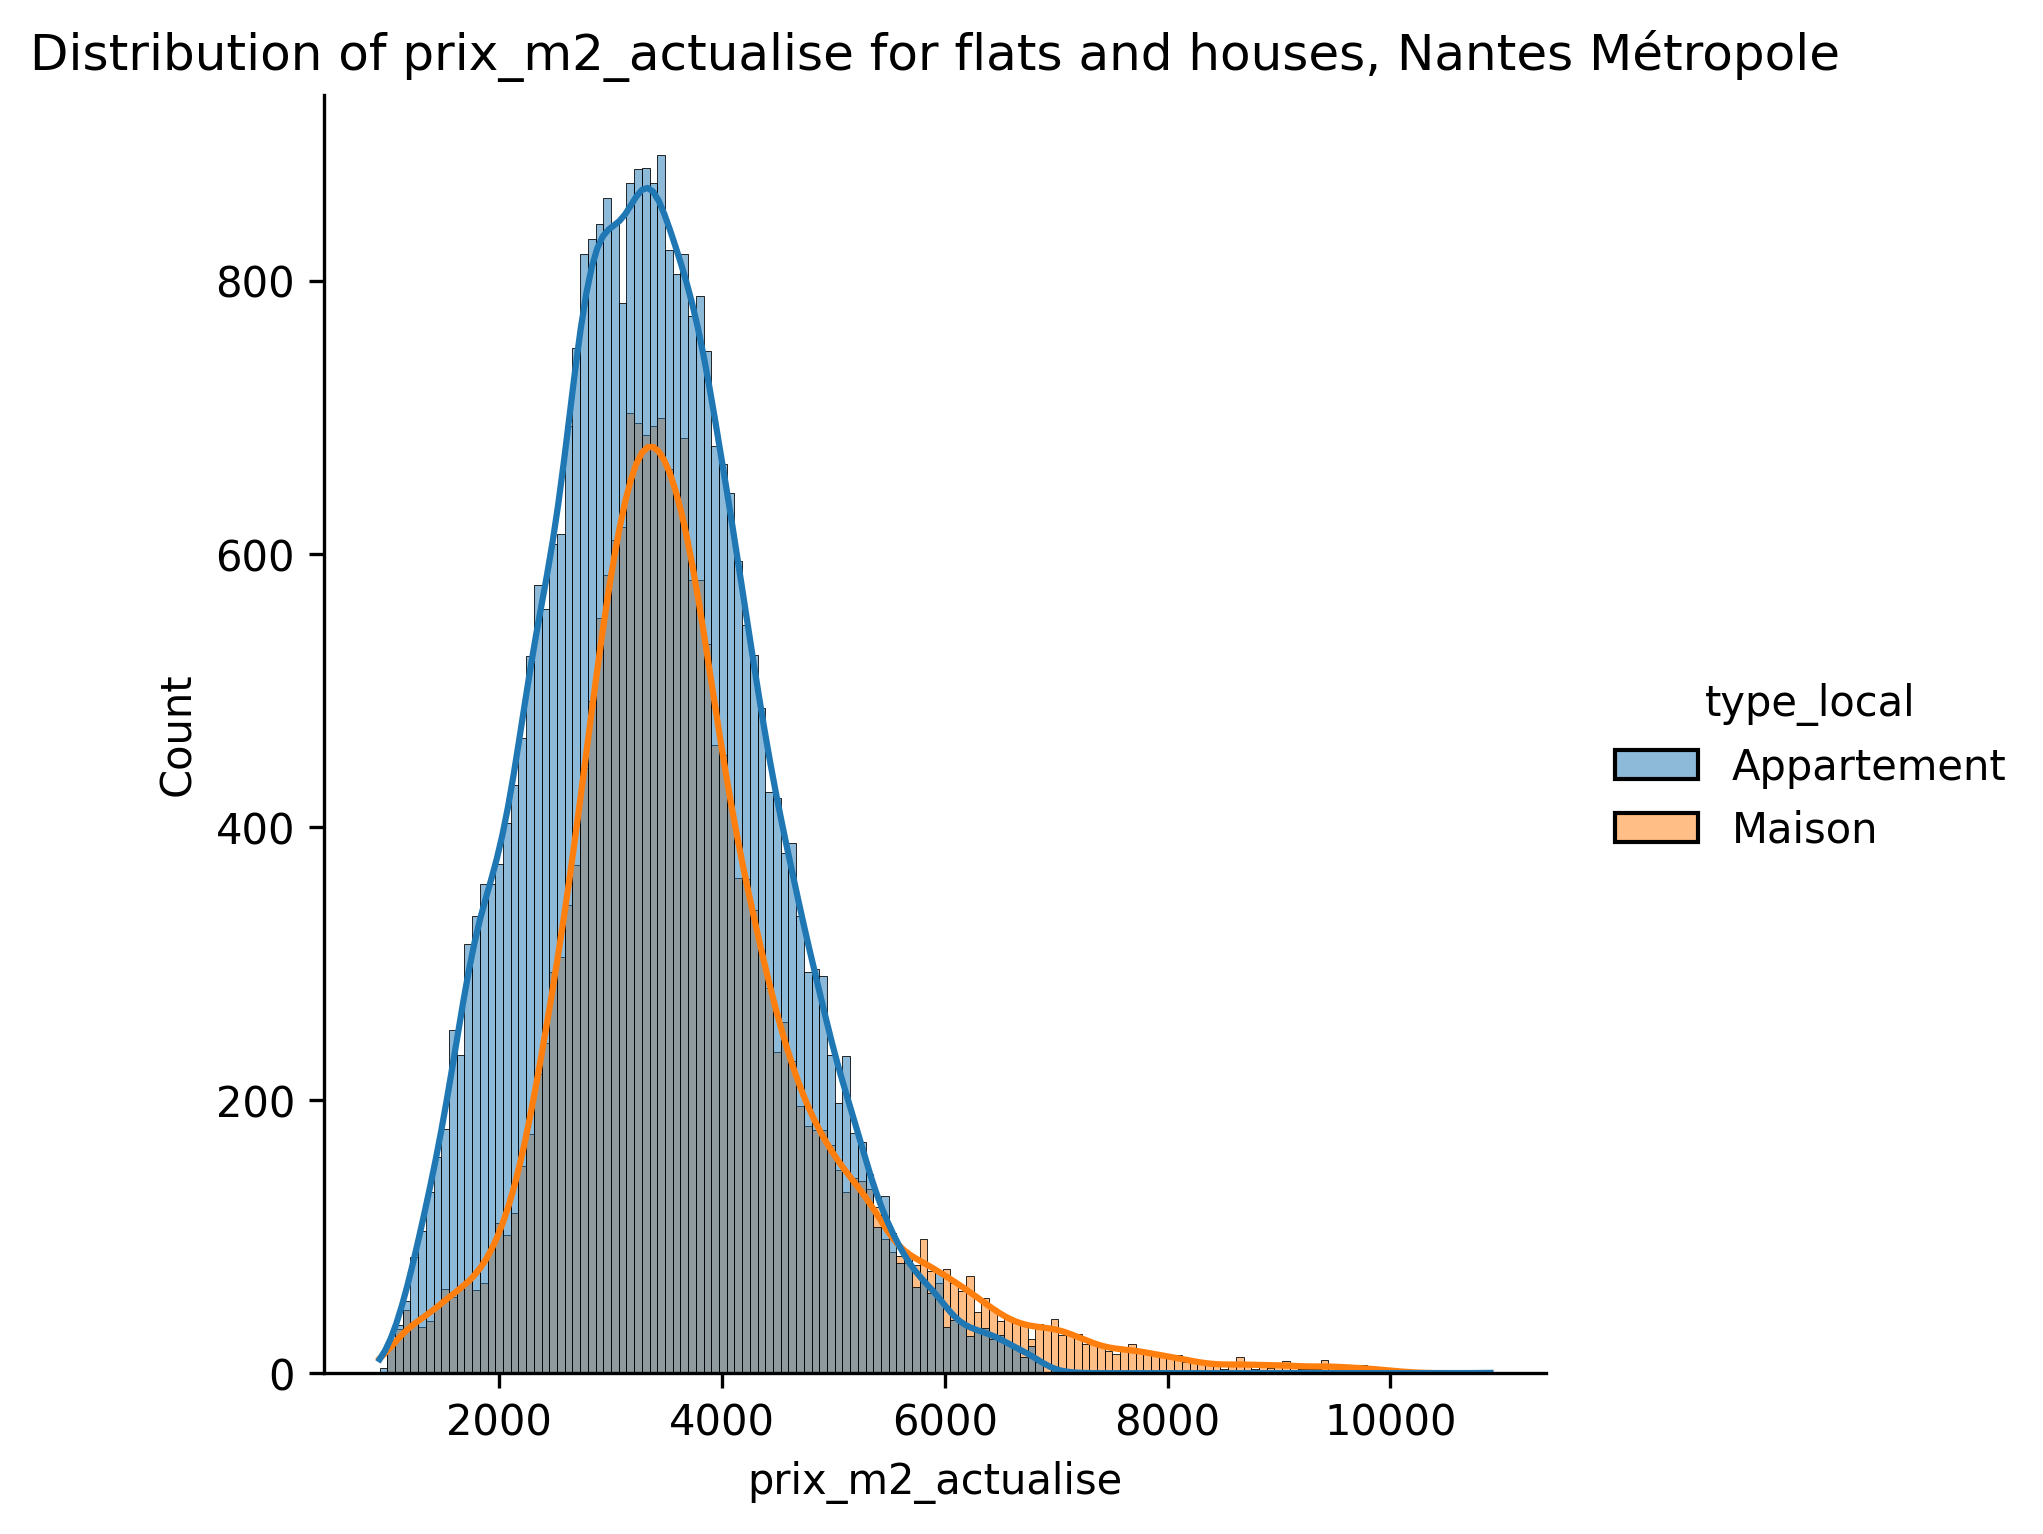 Distribution of prix_m2_actualise for flats and houses, Nantes Métropole
800
600
400
200
0
Count
2000 4000 6000 8000 10000
prix_m2_actualise
type_local
Appartement
Maison